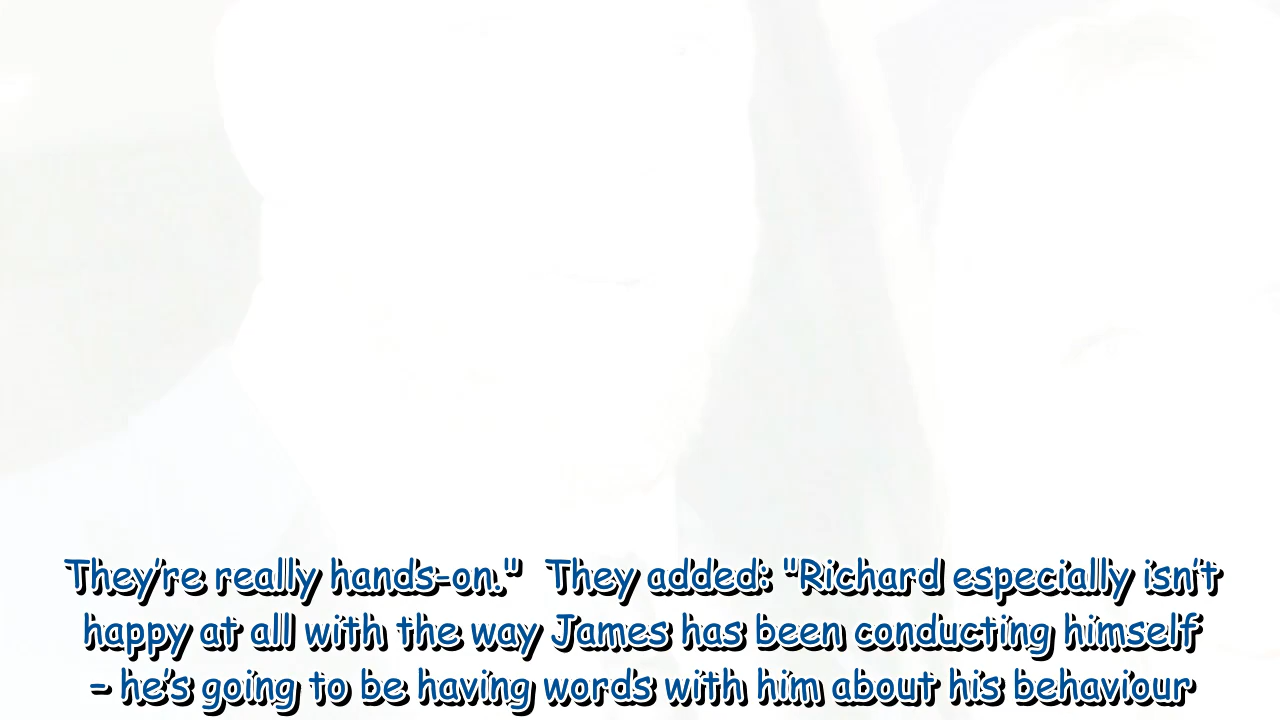 They're really hands-on."  They added: "Richard especially isn't
happy at all with the way James has been conducting himself
– he's going to be having words with him about his behaviour